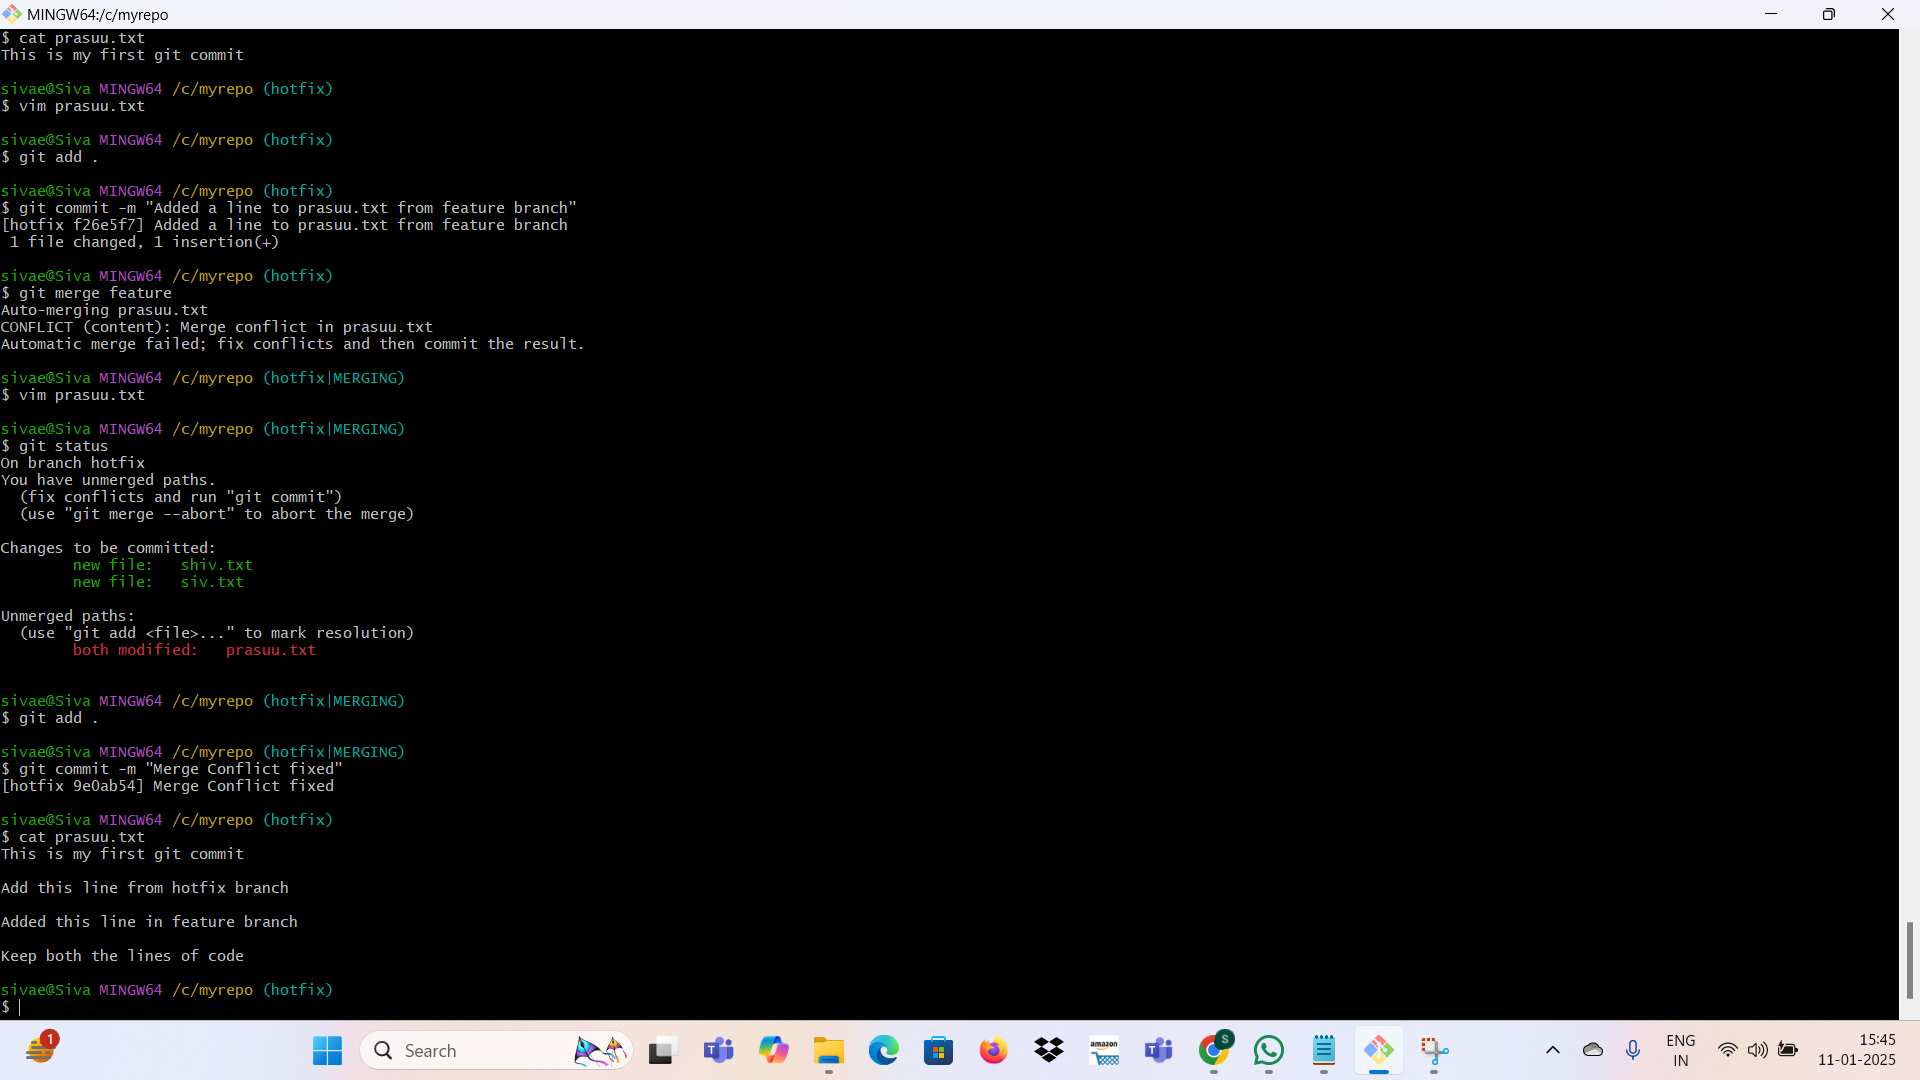 MINGW64:/c/myrepo
$ cat prasuu.txt
This is my first git commit
sivae@Siva MINGW64 /c/myrepo (hotfix)
$ vim prasuu.txt
sivae@Siva MINGW64 /c/myrepo (hotfix)
$ git add .
sivae@Siva MINGW64 /c/myrepo (hotfix)
$ git commit -m "Added a line to prasuu.txt from feature branch"
[hotfix f26e5f7] Added a line to prasuu.txt from feature branch
 1 file changed, 1 insertion(+)
sivae@Siva MINGW64 /c/myrepo (hotfix)
$ git merge feature
Auto-merging prasuu.txt
CONFLICT (content): Merge conflict in prasuu.txt
Automatic merge failed; fix conflicts and then commit the result.
sivae@Siva MINGW64 /c/myrepo (hotfix|MERGING)
$ vim prasuu.txt
sivae@Siva MINGW64 /c/myrepo (hotfix|MERGING)
$ git status
On branch hotfix
You have unmerged paths.
  (fix conflicts and run "git commit")
  (use "git merge --abort" to abort the merge)
Changes to be committed:
        new file:   shiv.txt
        new file:   siv.txt
Unmerged paths:
  (use "git add <file>..." to mark resolution)
        both modified:   prasuu.txt
sivae@Siva MINGW64 /c/myrepo (hotfix|MERGING)
$ git add .
sivae@Siva MINGW64 /c/myrepo (hotfix|MERGING)
$ git commit -m "Merge Conflict fixed"
[hotfix 9e0ab54] Merge Conflict fixed
sivae@Siva MINGW64 /c/myrepo (hotfix)
$ cat prasuu.txt
This is my first git commit
Add this line from hotfix branch
Added this line in feature branch
Keep both the lines of code
sivae@Siva MINGW64 /c/myrepo (hotfix)
$
1
Search
amazon
S
ENG
IN
15:45
11-01-2025